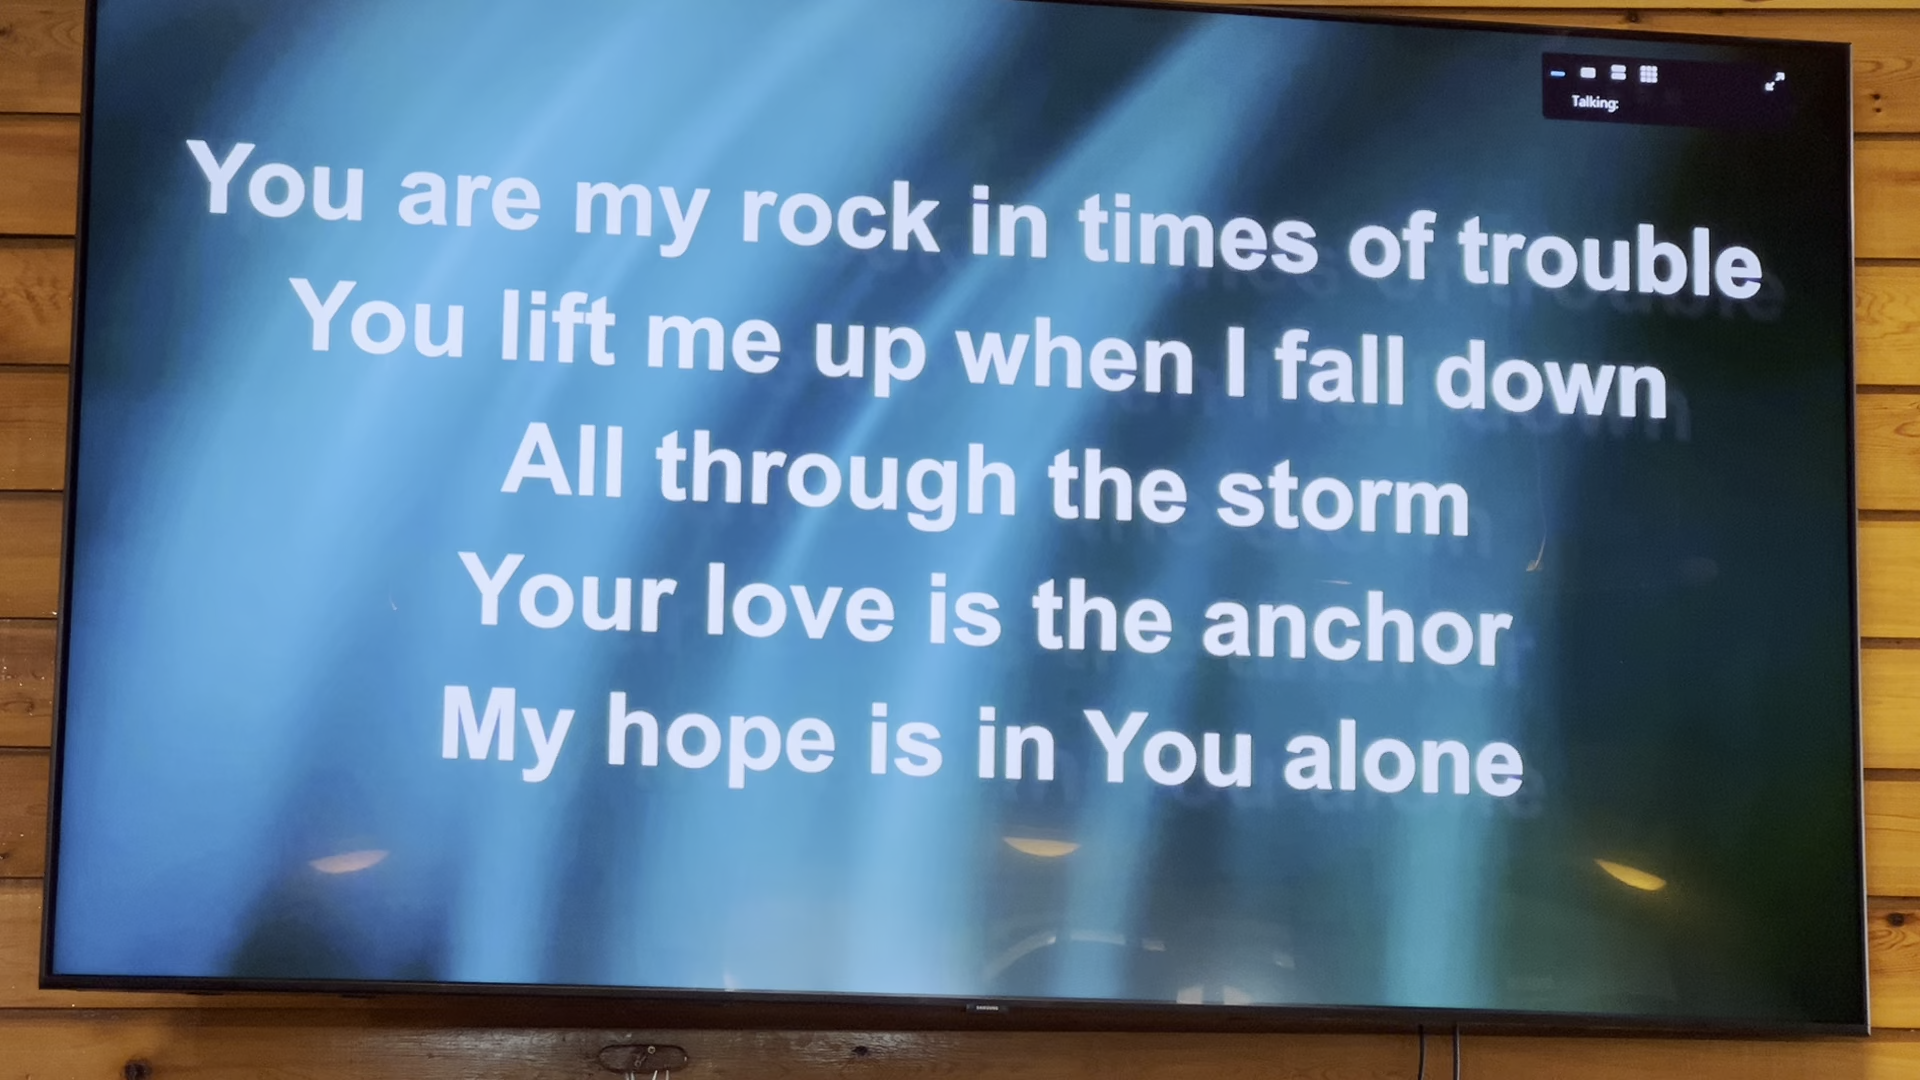 Talking:
You are my rock in times of trouble
You lift me up when I fall down
All through the storm
Your love is the anchor
My hope is in You alone
SAMSUNG